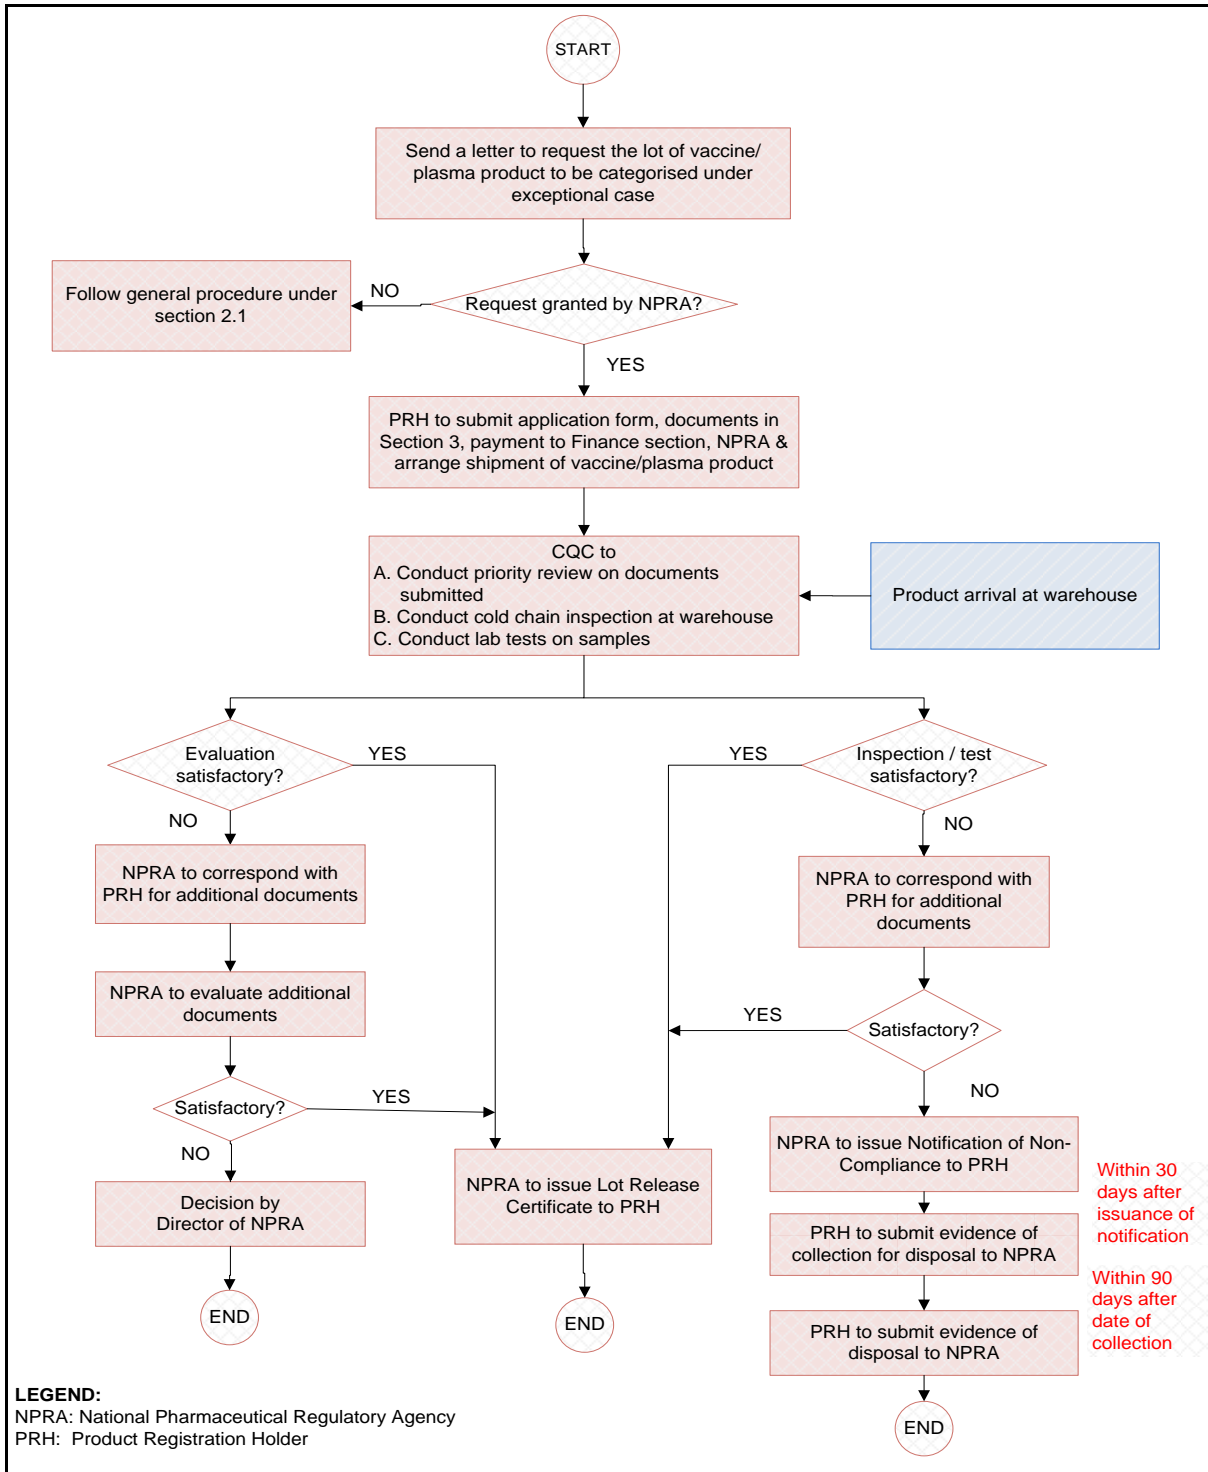 START
Send a letter to request the lot of vaccine/
plasma product to be categorised under
exceptional case
Request granted by NPRA?
NO
Follow general procedure under
section 2.1
YES
PRH to submit application form, documents in
Section 3, payment to Finance section, NPRA &
arrange shipment of vaccine/plasma product
CQC to
A. Conduct priority review on documents
submitted
B. Conduct cold chain inspection at warehouse
C. Conduct lab tests on samples
Product arrival at warehouse
Evaluation
satisfactory?
YES
NO
NPRA to correspond with
PRH for additional documents
NPRA to evaluate additional
documents
Satisfactory?
YES
NO
Decision by
Director of NPRA
END
YES
Inspection / test
satisfactory?
NO
NPRA to correspond with
PRH for additional
documents
YES
Satisfactory?
NO
NPRA to issue Lot Release
Certificate to PRH
END
NPRA to issue Notification of Non-
Compliance to PRH
Within 30
days after
issuance of
notification
PRH to submit evidence of
collection for disposal to NPRA
Within 90
days after
date of
collection
PRH to submit evidence of
disposal to NPRA
END
LEGEND:
NPRA: National Pharmaceutical Regulatory Agency
PRH: Product Registration Holder